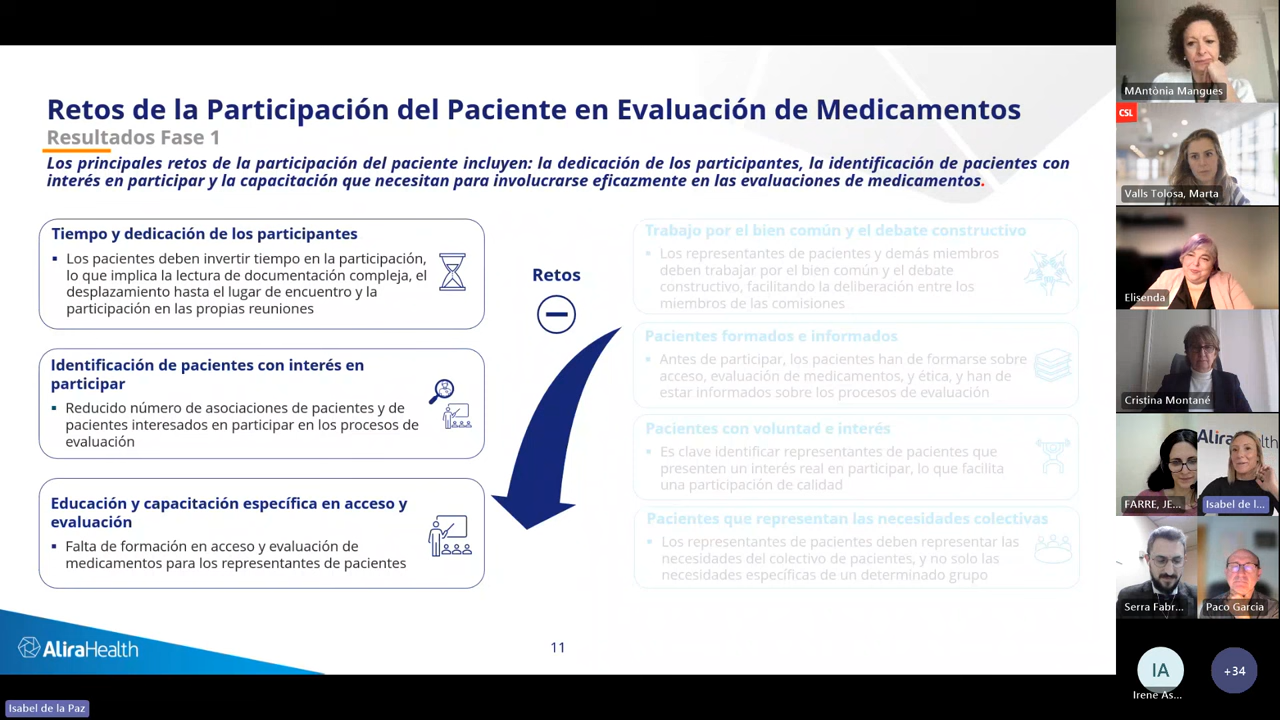 Retos de la Participación del Paciente en Evaluación de Medicamentos
Resultados Fase 1
Los principales retos de la participación del paciente incluyen: la dedicación de los participantes, la identificación de pacientes con
interés en participar y la capacitación que necesitan para involucrarse eficazmente en las evaluaciones de medicamentos.
Tiempo y dedicación de los participantes
▪ Los pacientes deben invertir tiempo en la participación,
lo que implica la lectura de documentación compleja, el
desplazamiento hasta el lugar de encuentro y la
participación en las propias reuniones
Identificación de pacientes con interés en
participar
▪ Reducido número de asociaciones de pacientes y de
pacientes interesados en participar en los procesos de
evaluación
Educación y capacitación específica en acceso y
evaluación
▪ Falta de formación en acceso y evaluación de
medicamentos para los representantes de pacientes
Retos
Trabajo por el bien común y el debate constructivo
▪ Los representantes de pacientes y demás miembros
deben trabajar por el bien común y el debate
constructivo, facilitando la deliberación entre los
miembros de las comisiones
Pacientes formados e informados
▪ Antes de participar, los pacientes han de formarse sobre
acceso, evaluación de medicamentos, y ética, y han de
estar informados sobre los procesos de evaluación
Pacientes con voluntad e interés
▪ Es clave identificar representantes de pacientes que
presenten un interés real en participar, lo que facilita
una participación de calidad
Pacientes que representan las necesidades colectivas
▪ Los representantes de pacientes deben representar las
necesidades del colectivo de pacientes, y no solo las
necesidades específicas de un determinado grupo
AliraHealth
11
Isabel de la Paz
MAntònia Mangues
CSL
Valls Tolosa, Marta
Elisenda
Cristina Montané
AliraHealth
FARRE, JE...
Isabel de l...
Serra Fabr...
Paco Garcia
IA
Irene As...
+34